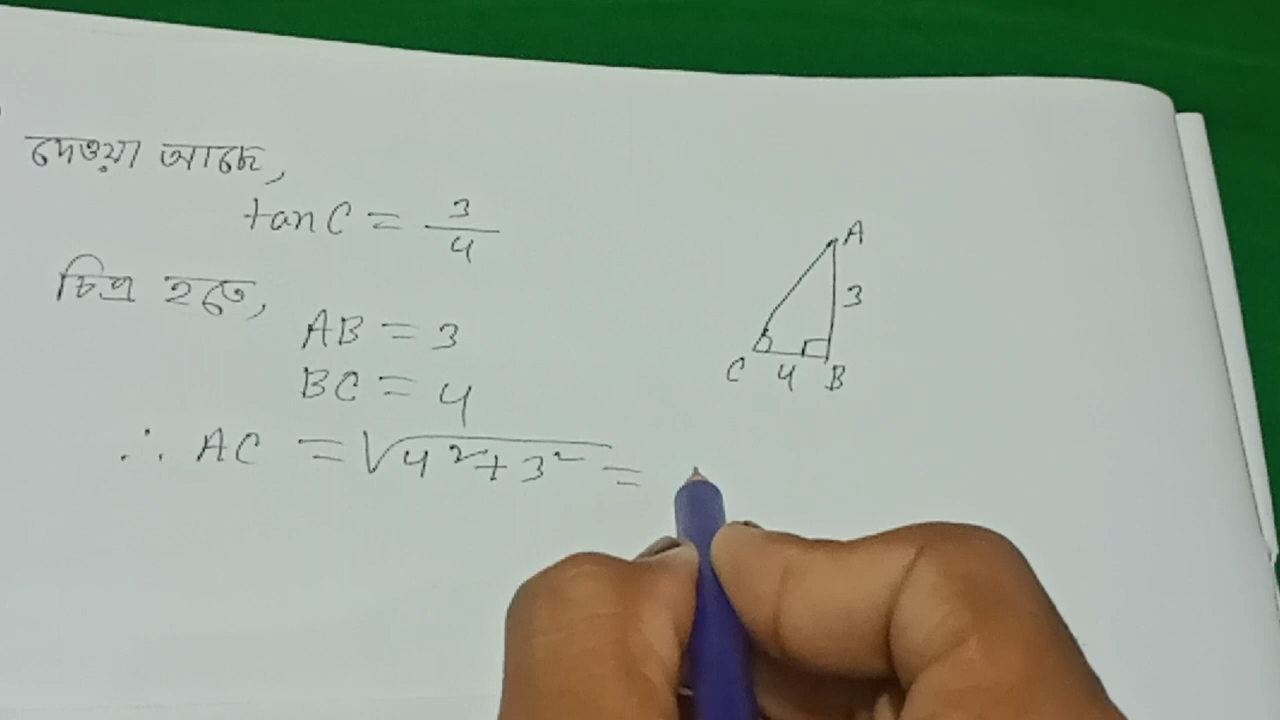 দেওয়া আছে,
tan C = 3/4
চিত্র হতে,
AB = 3
BC = 4
∴ AC = √(4²+3²) =
A
3
C 4 B